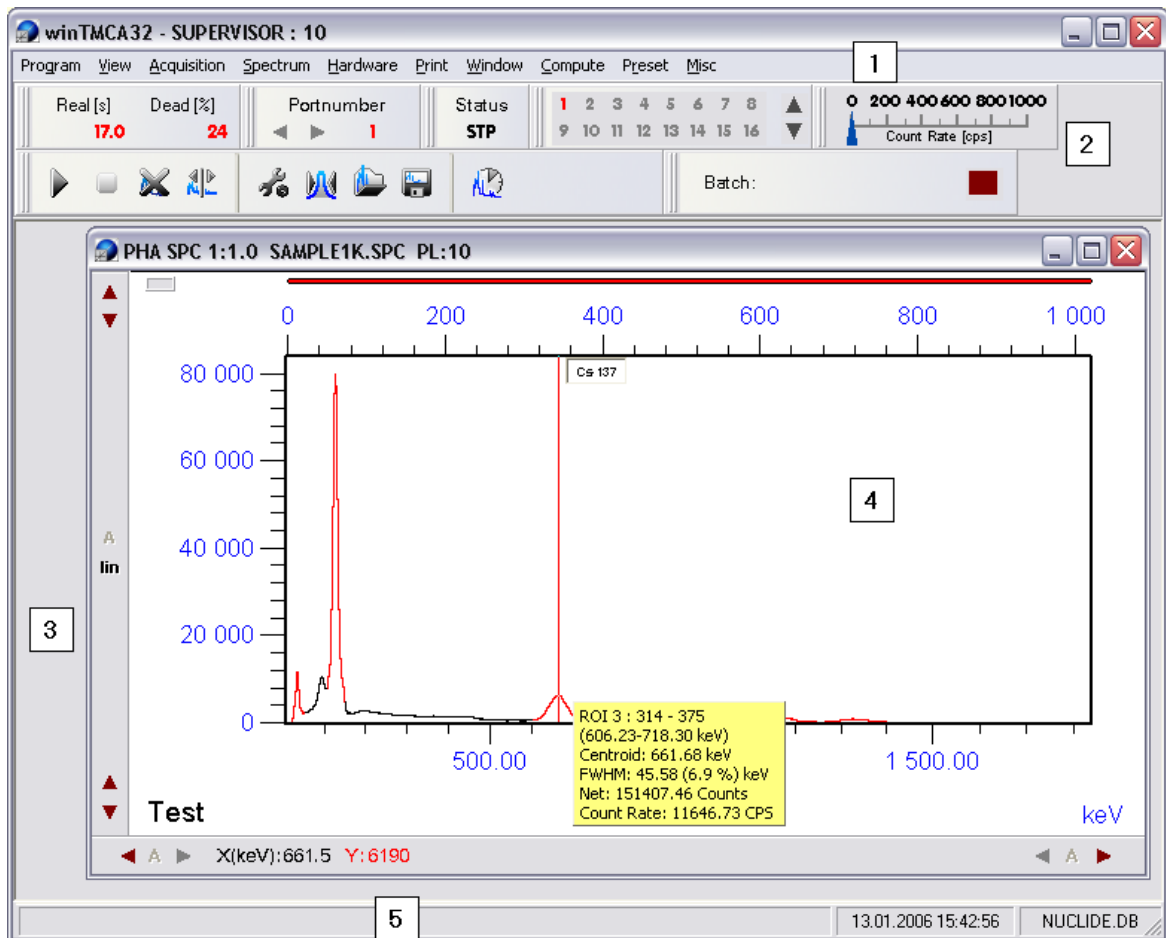 winTMCA32 - SUPERVISOR : 10
Program View Acquisition Spectrum Hardware Print Window Compute Preset Misc
1
Real [s] Dead [%] Portnumber Status 1 2 3 4 5 6 7 8 0 200 400 600 800 1000
17.0 24 1 STP 9 10 11 12 13 14 15 16 Count Rate [cps]
2
Batch:
PHA SPC 1:1.0 SAMPLE1K.SPC PL:10
0 200 400 600 800 1 000
Cs 137
80 000
60 000
4
A
40 000
lin
3
20 000
0
ROI 3 : 314 - 375
(606.23-718.30 keV)
Centroid: 661.68 keV
FWHM: 45.58 (6.9 %) keV
Net: 151407.46 Counts
Count Rate: 11646.73 CPS
500.00 1 500.00
Test keV
A X(keV):661.5 Y:6190 A
5
13.01.2006 15:42:56 NUCLIDE.DB